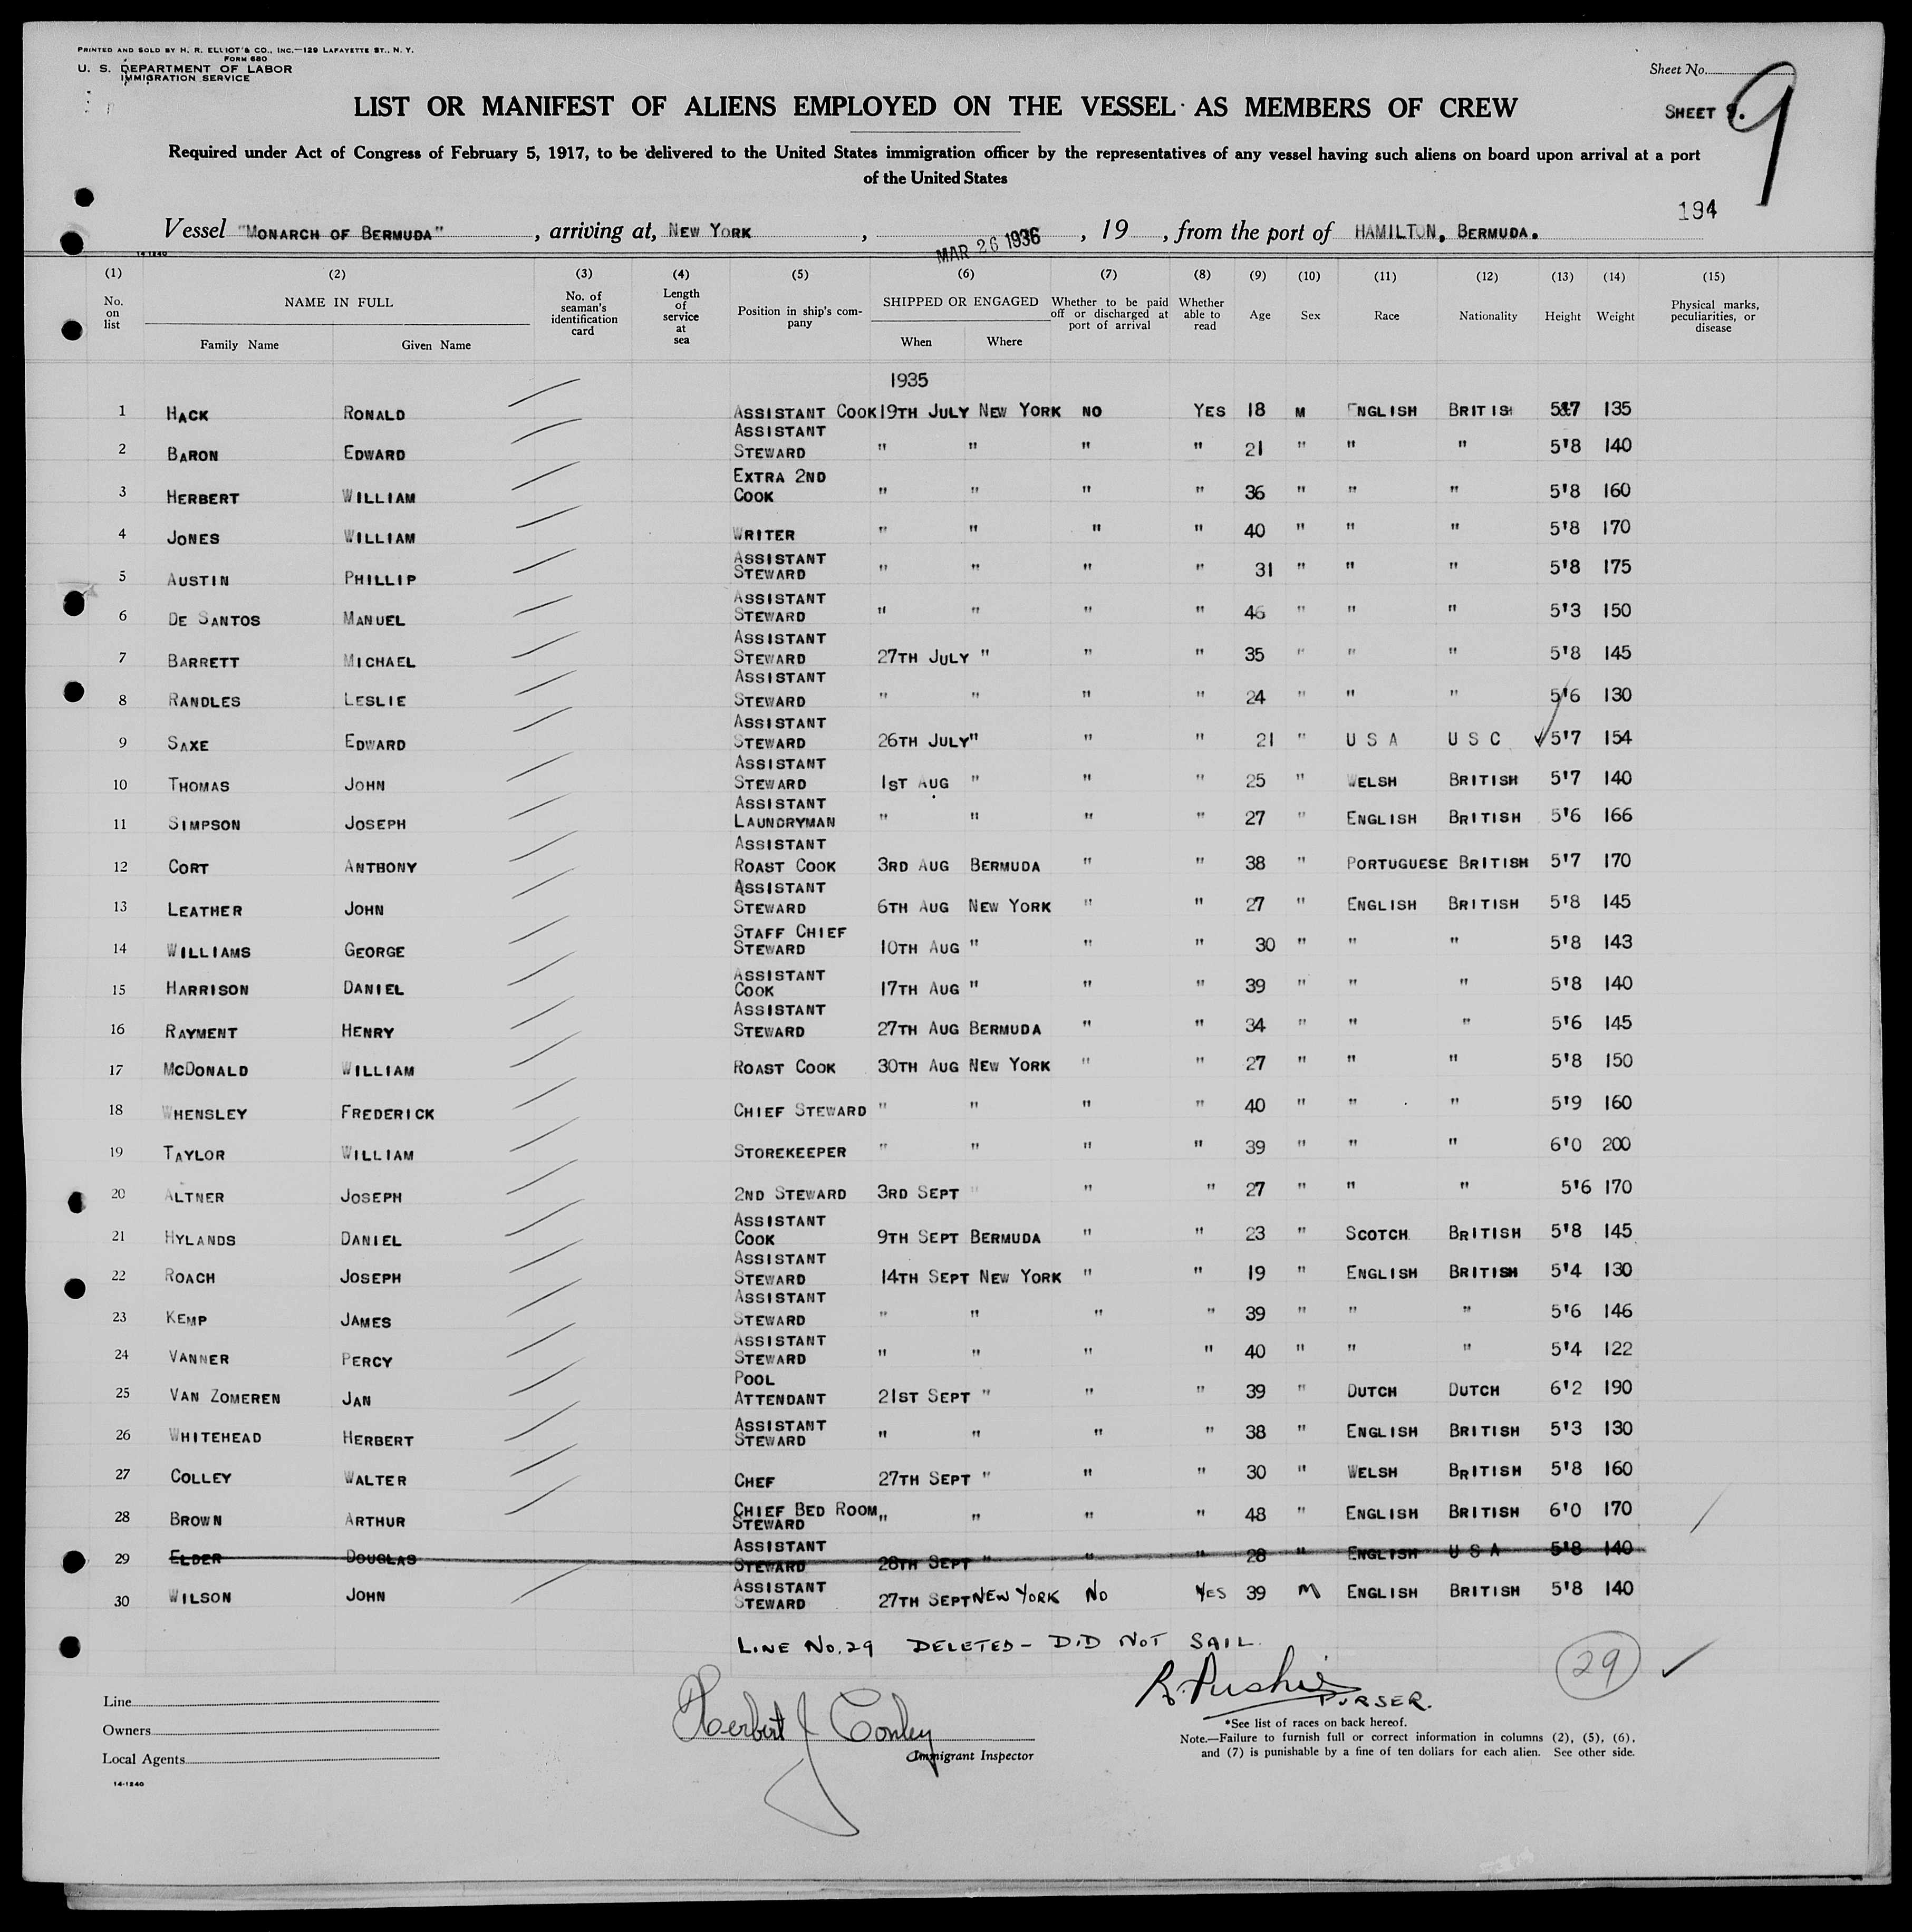 PRINTED AND SOLD BY H. R. ELLIOT'S CO., INC.—129 LAFAYETTE ST., N. Y.
FORM 680
U. S. DEPARTMENT OF LABOR
IMMIGRATION SERVICE
Sheet No.
SHEET 9. 9
LIST OR MANIFEST OF ALIENS EMPLOYED ON THE VESSEL AS MEMBERS OF CREW
Required under Act of Congress of February 5, 1917, to be delivered to the United States immigration officer by the representatives of any vessel having such aliens on board upon arrival at a port
of the United States
194
Vessel "MONARCH OF BERMUDA", arriving at, NEW YORK, MAR 26 1936, 19, from the port of HAMILTON, BERMUDA.
14-1240
(1) (2) (3) (4) (5) (6) (7) (8) (9) (10) (11) (12) (13) (14) (15)
No. on list NAME IN FULL Family Name Given Name No. of seaman's identification card Length of service at sea Position in ship's company SHIPPED OR ENGAGED When Where Whether to be paid off or discharged at port of arrival Whether able to read Age Sex Race Nationality Height Weight Physical marks, peculiarities, or disease
1935
1 HACK RONALD ASSISTANT COOK 19TH JULY NEW YORK NO YES 18 M ENGLISH BRITISH 5'7 135
2 BARON EDWARD ASSISTANT STEWARD " " " " 21 " " " 5'8 140
3 HERBERT WILLIAM EXTRA 2ND COOK " " " " 36 " " " 5'8 160
4 JONES WILLIAM WRITER " " " " 40 " " " 5'8 170
5 AUSTIN PHILLIP ASSISTANT STEWARD " " " " 31 " " " 5'8 175
6 DE SANTOS MANUEL ASSISTANT STEWARD " " " " 46 " " " 5'3 150
7 BARRETT MICHAEL ASSISTANT STEWARD 27TH JULY " " " 35 " " " 5'8 145
8 RANDLES LESLIE ASSISTANT STEWARD " " " " 24 " " " 5'6 130
9 SAXE EDWARD ASSISTANT STEWARD 26TH JULY " " " 21 " U S A U S C 5'7 154
10 THOMAS JOHN ASSISTANT STEWARD 1ST AUG " " " 25 " WELSH BRITISH 5'7 140
11 SIMPSON JOSEPH ASSISTANT LAUNDRYMAN " " " " 27 " ENGLISH BRITISH 5'6 166
12 CORT ANTHONY ASSISTANT ROAST COOK 3RD AUG BERMUDA " " 38 " PORTUGUESE BRITISH 5'7 170
13 LEATHER JOHN ASSISTANT STEWARD 6TH AUG NEW YORK " " 27 " ENGLISH BRITISH 5'8 145
14 WILLIAMS GEORGE STAFF CHIEF STEWARD 10TH AUG " " " 30 " " " 5'8 143
15 HARRISON DANIEL ASSISTANT COOK 17TH AUG " " " 39 " " " 5'8 140
16 RAYMENT HENRY ASSISTANT STEWARD 27TH AUG BERMUDA " " 34 " " " 5'6 145
17 MCDONALD WILLIAM ROAST COOK 30TH AUG NEW YORK " " 27 " " " 5'8 150
18 WHENSLEY FREDERICK CHIEF STEWARD " " " " 40 " " " 5'9 160
19 TAYLOR WILLIAM STOREKEEPER " " " " 39 " " " 6'0 200
20 ALTNER JOSEPH 2ND STEWARD 3RD SEPT " " " 27 " " " 5'6 170
21 HYLANDS DANIEL ASSISTANT COOK 9TH SEPT BERMUDA " " 23 " SCOTCH BRITISH 5'8 145
22 ROACH JOSEPH ASSISTANT STEWARD 14TH SEPT NEW YORK " " 19 " ENGLISH BRITISH 5'4 130
23 KEMP JAMES ASSISTANT STEWARD " " " " 39 " " " 5'6 146
24 VANNER PERCY ASSISTANT STEWARD " " " " 40 " " " 5'4 122
25 VAN ZOMEREN JAN POOL ATTENDANT 21ST SEPT " " " 39 " DUTCH DUTCH 6'2 190
26 WHITEHEAD HERBERT ASSISTANT STEWARD " " " " 38 " ENGLISH BRITISH 5'3 130
27 COLLEY WALTER CHEF 27TH SEPT " " " 30 " WELSH BRITISH 5'8 160
28 BROWN ARTHUR CHIEF BED ROOM STEWARD " " " " 48 " ENGLISH BRITISH 6'0 170
29 ELDER DOUGLAS ASSISTANT STEWARD 28TH SEPT " " " 28 " ENGLISH U S A 5'8 140
30 WILSON JOHN ASSISTANT STEWARD 27TH SEPT NEW YORK NO YES 39 M ENGLISH BRITISH 5'8 140
LINE NO. 29 DELETED - DID NOT SAIL.
29
Line
Owners
Local Agents
14-1240
Herbert J Conley
Immigrant Inspector
PURSER.
*See list of races on back hereof.
Note.—Failure to furnish full or correct information in columns (2), (5), (6),
and (7) is punishable by a fine of ten dollars for each alien. See other side.